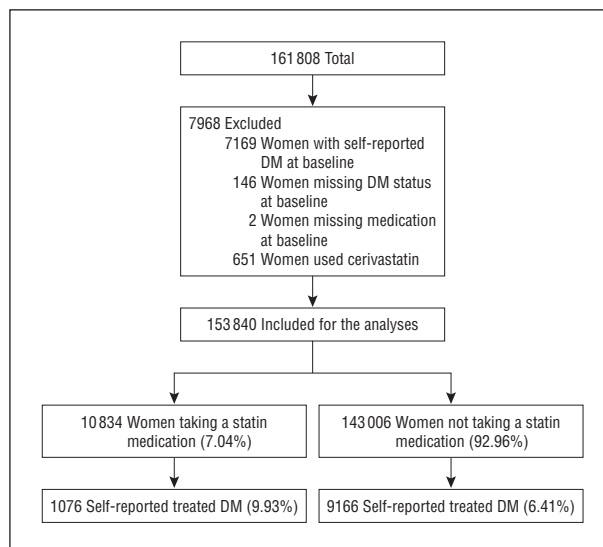 161 808 Total
7968 Excluded
7169 Women with self-reported
DM at baseline
146 Women missing DM status
at baseline
2 Women missing medication
at baseline
651 Women used cerivastatin
153 840 Included for the analyses
10 834 Women taking a statin
medication (7.04%)
143 006 Women not taking a statin
medication (92.96%)
1076 Self-reported treated DM (9.93%)
9166 Self-reported treated DM (6.41%)